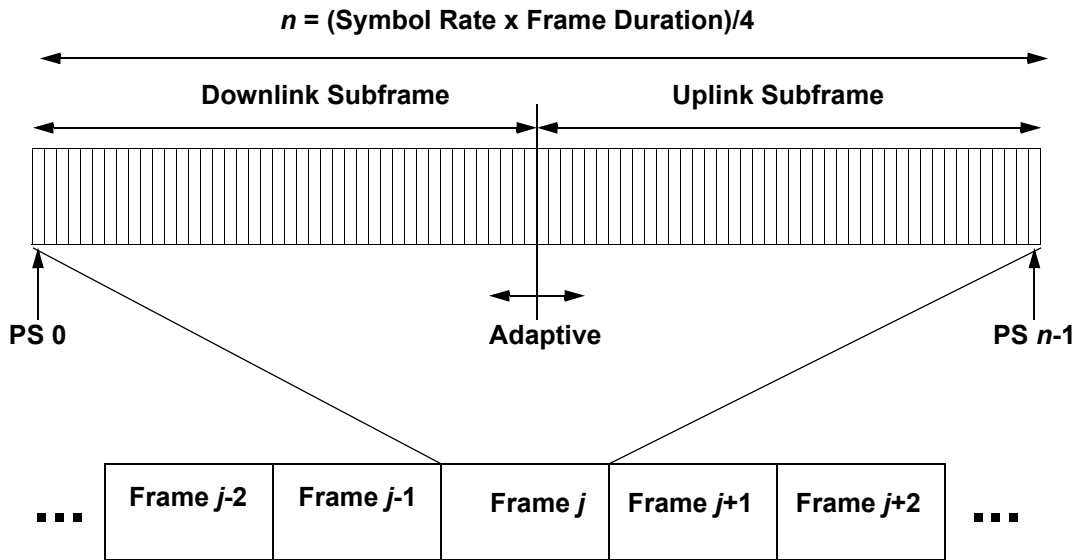 n = (Symbol Rate x Frame Duration)/4
Downlink Subframe Uplink Subframe
PS 0 Adaptive PS n-1
... Frame j-2 Frame j-1 Frame j Frame j+1 Frame j+2 ...